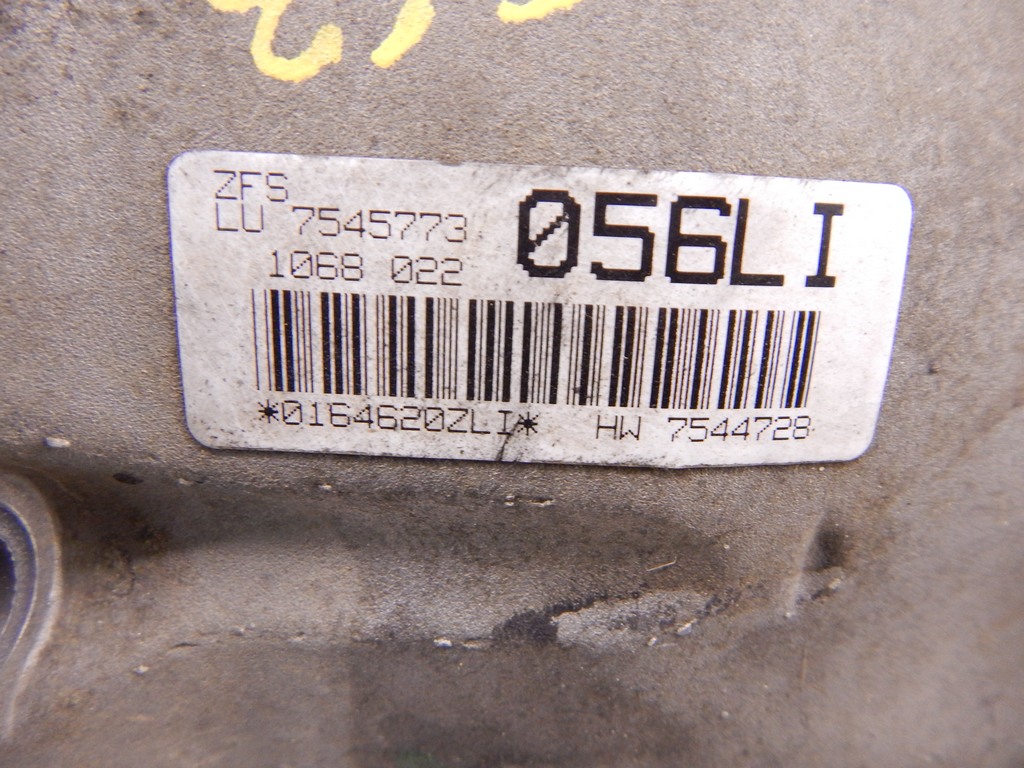 ZFS
LU 7545773
056LI
1068 022
*0164620ZLI*
HW 7544728